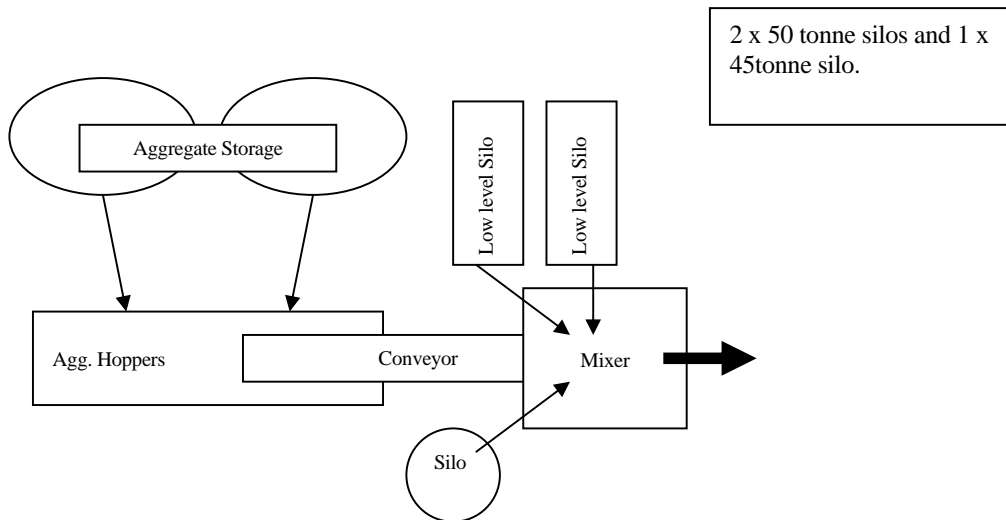 2 x 50 tonne silos and 1 x
45tonne silo.
Aggregate Storage
Low level Silo
Low level Silo
Agg. Hoppers
Conveyor
Mixer
Silo